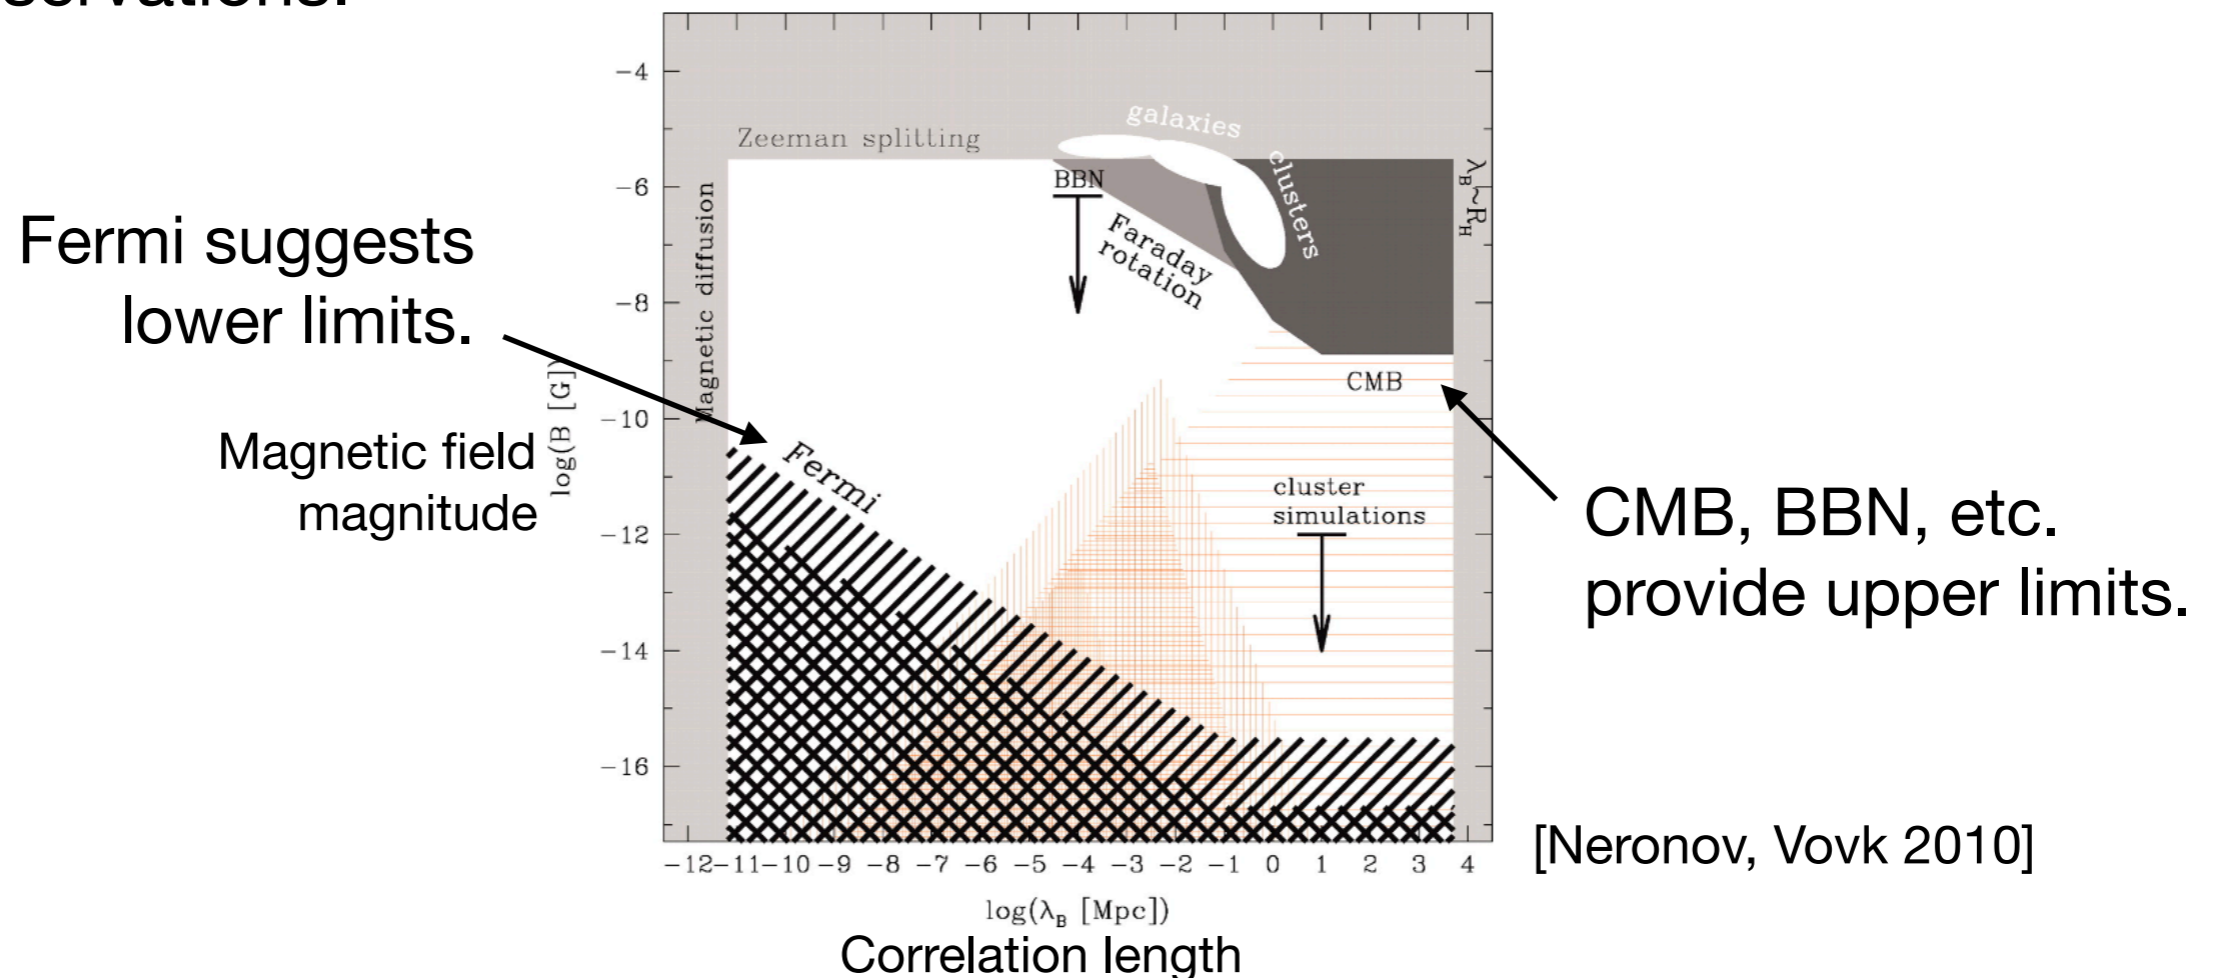 servations.
−4
−6
−8
−10
−12
−14
−16
log(B [G])
galaxies
Zeeman splitting
clusters
BBN
λB~RH
Magnetic diffusion
Faraday
rotation
Fermi suggests
lower limits.
CMB
Magnetic field
magnitude
Fermi
cluster
simulations
CMB, BBN, etc.
provide upper limits.
[Neronov, Vovk 2010]
−12 −11 −10 −9 −8 −7 −6 −5 −4 −3 −2 −1 0 1 2 3 4
log(λB [Mpc])
Correlation length